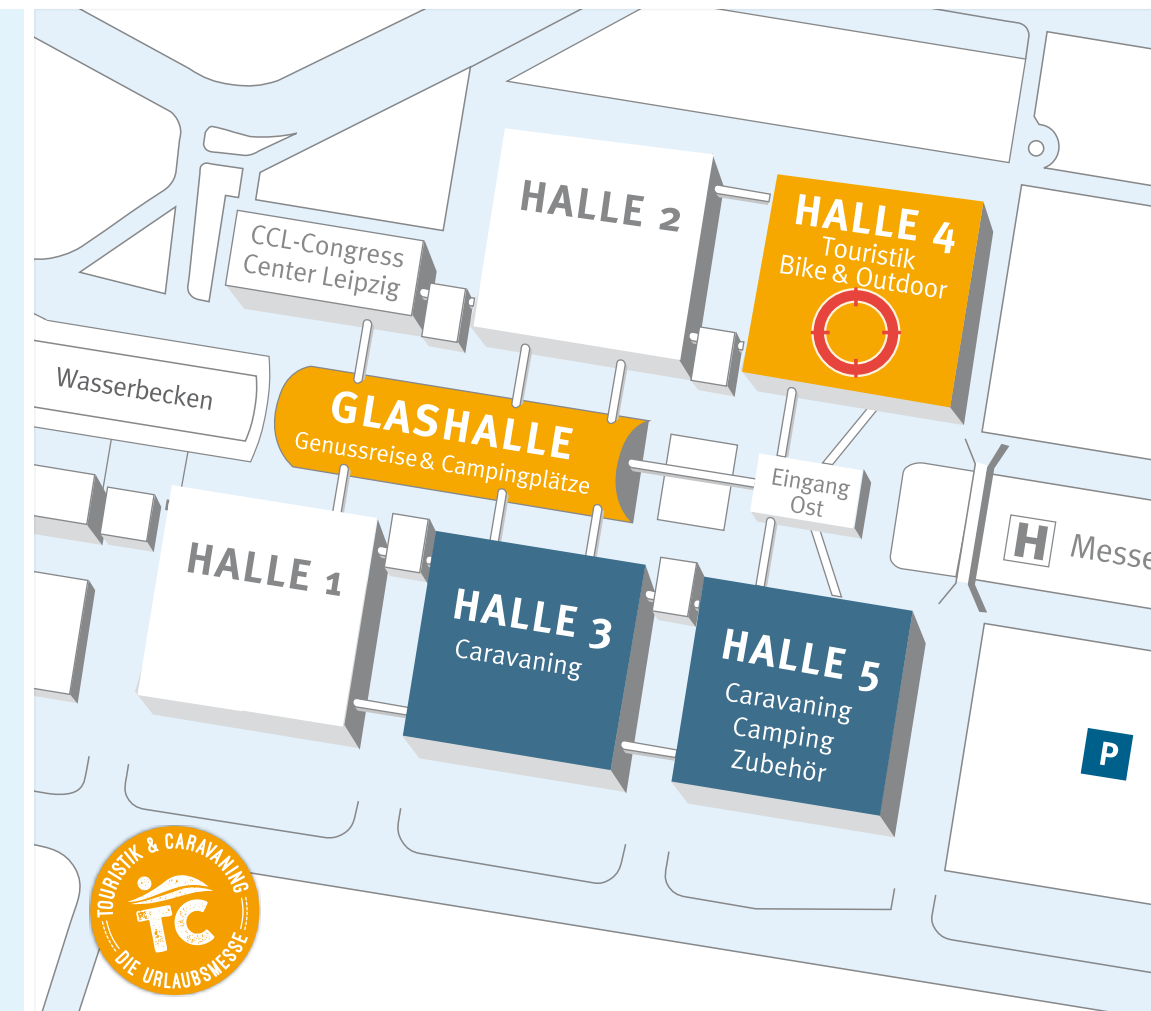 HALLE 2
HALLE 4
Touristik
Bike & Outdoor
CCL-Congress
Center Leipzig
Wasserbecken
GLASHALLE
Genussreise & Campingplätze
Eingang
Ost
H Messe
HALLE 1
HALLE 3
Caravaning
HALLE 5
Caravaning
Camping
Zubehör
P
TOURISTIK & CARAVANING
TC
DIE URLAUBSMESSE